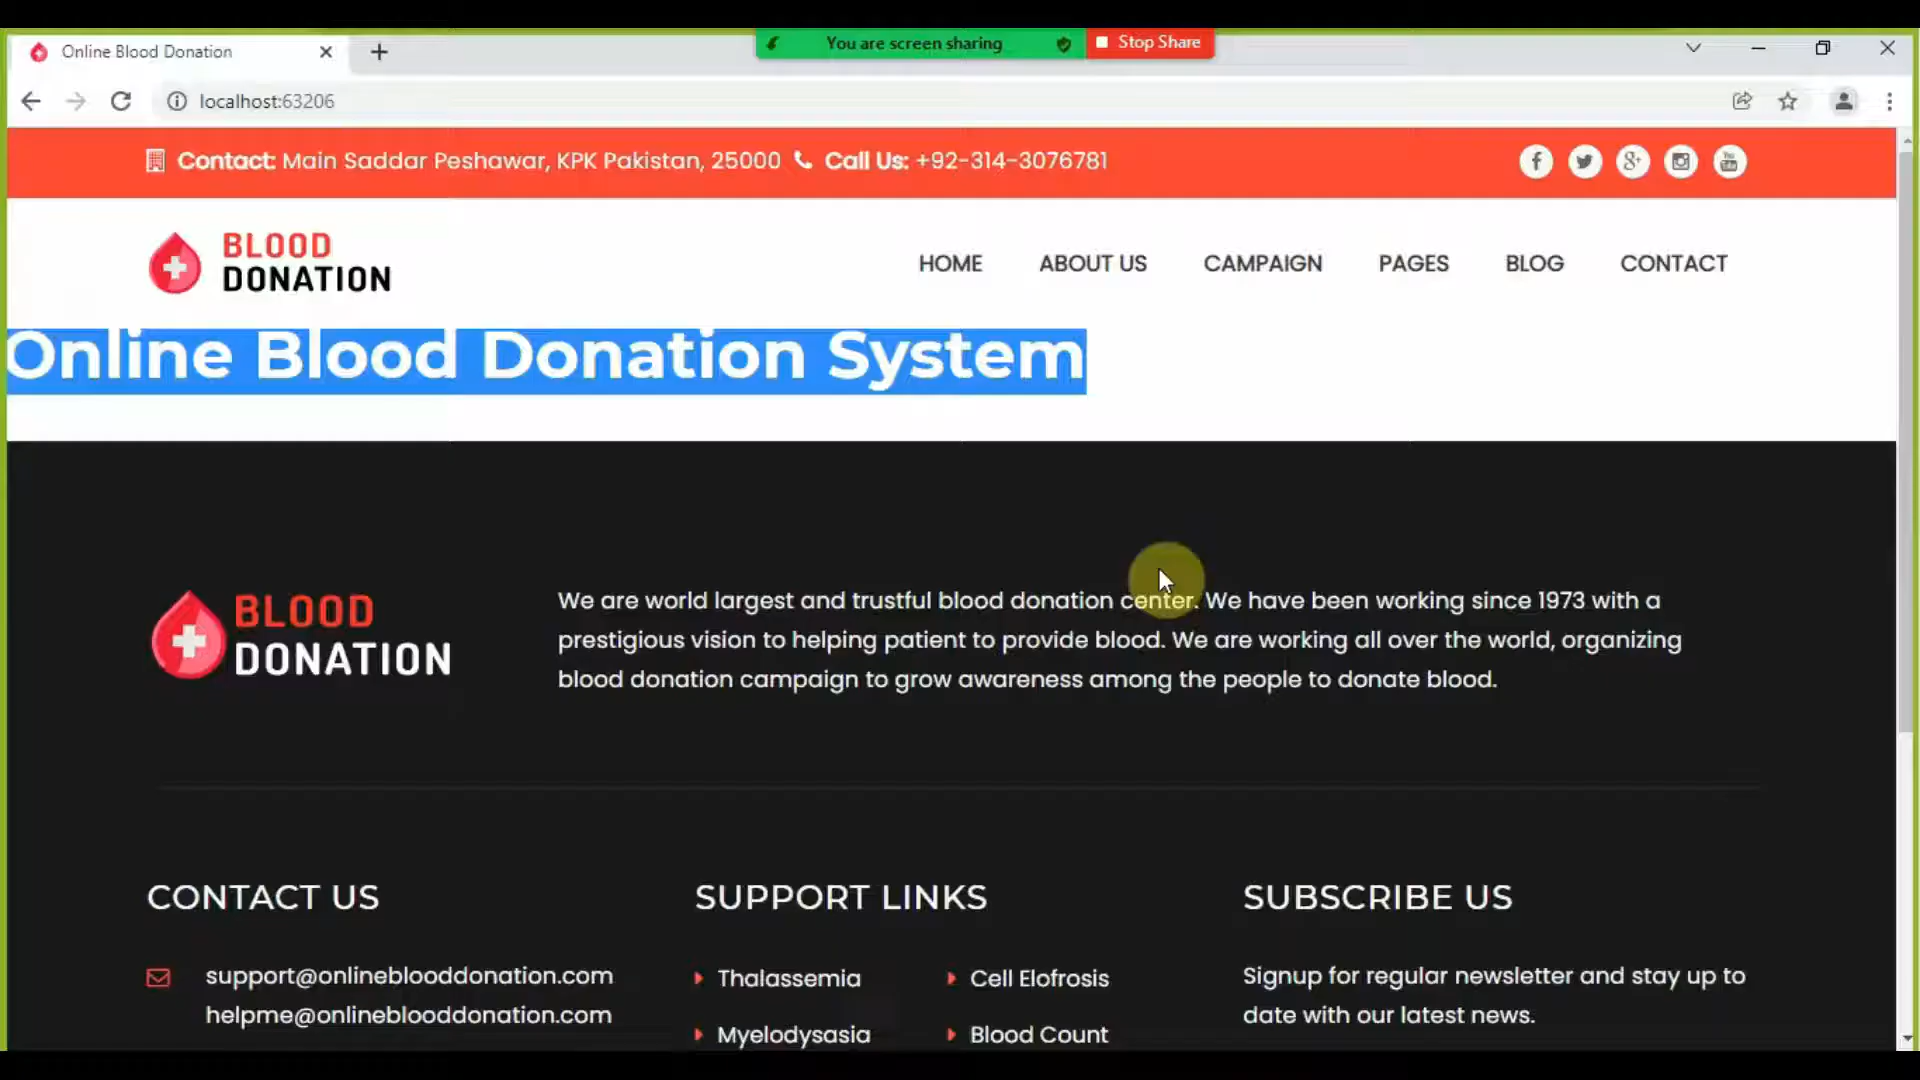 Online Blood Donation
You are screen sharing
Stop Share
localhost:63206
Contact: Main Saddar Peshawar, KPK Pakistan, 25000 Call Us: +92-314-3076781
BLOOD
DONATION
HOME ABOUT US CAMPAIGN PAGES BLOG CONTACT
Online Blood Donation System
BLOOD
DONATION
We are world largest and trustful blood donation center. We have been working since 1973 with a
prestigious vision to helping patient to provide blood. We are working all over the world, organizing
blood donation campaign to grow awareness among the people to donate blood.
CONTACT US
support@onlineblooddonation.com
helpme@onlineblooddonation.com
SUPPORT LINKS
Thalassemia
Cell Elofrosis
Myelodysasia
Blood Count
SUBSCRIBE US
Signup for regular newsletter and stay up to
date with our latest news.